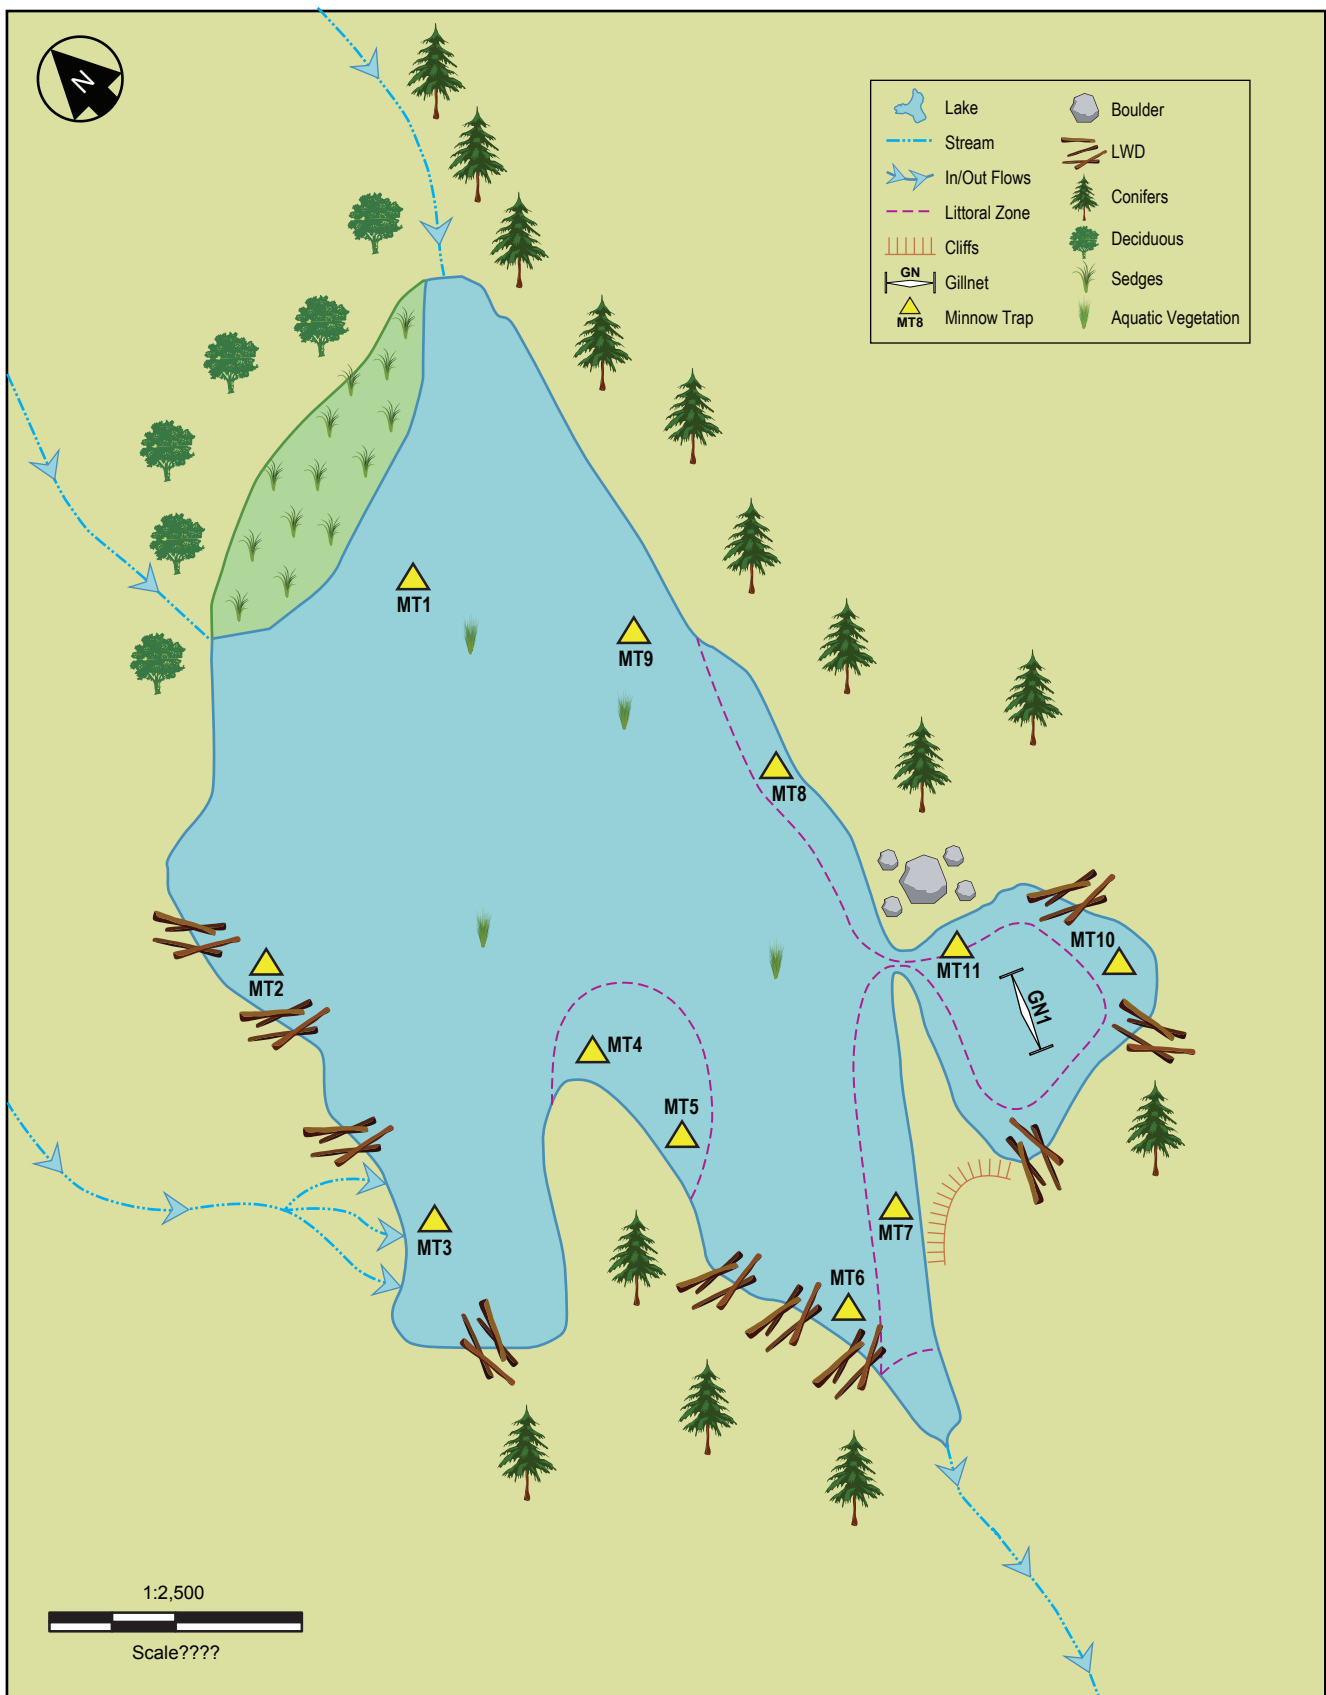 N
Lake
Stream
In/Out Flows
Littoral Zone
Cliffs
GN
Gillnet
MT8
Minnow Trap
Boulder
LWD
Conifers
Deciduous
Sedges
Aquatic Vegetation
MT1
MT9
MT8
MT10
MT11
MT2
GN1
MT4
MT5
MT7
MT3
MT6
1:2,500
Scale????